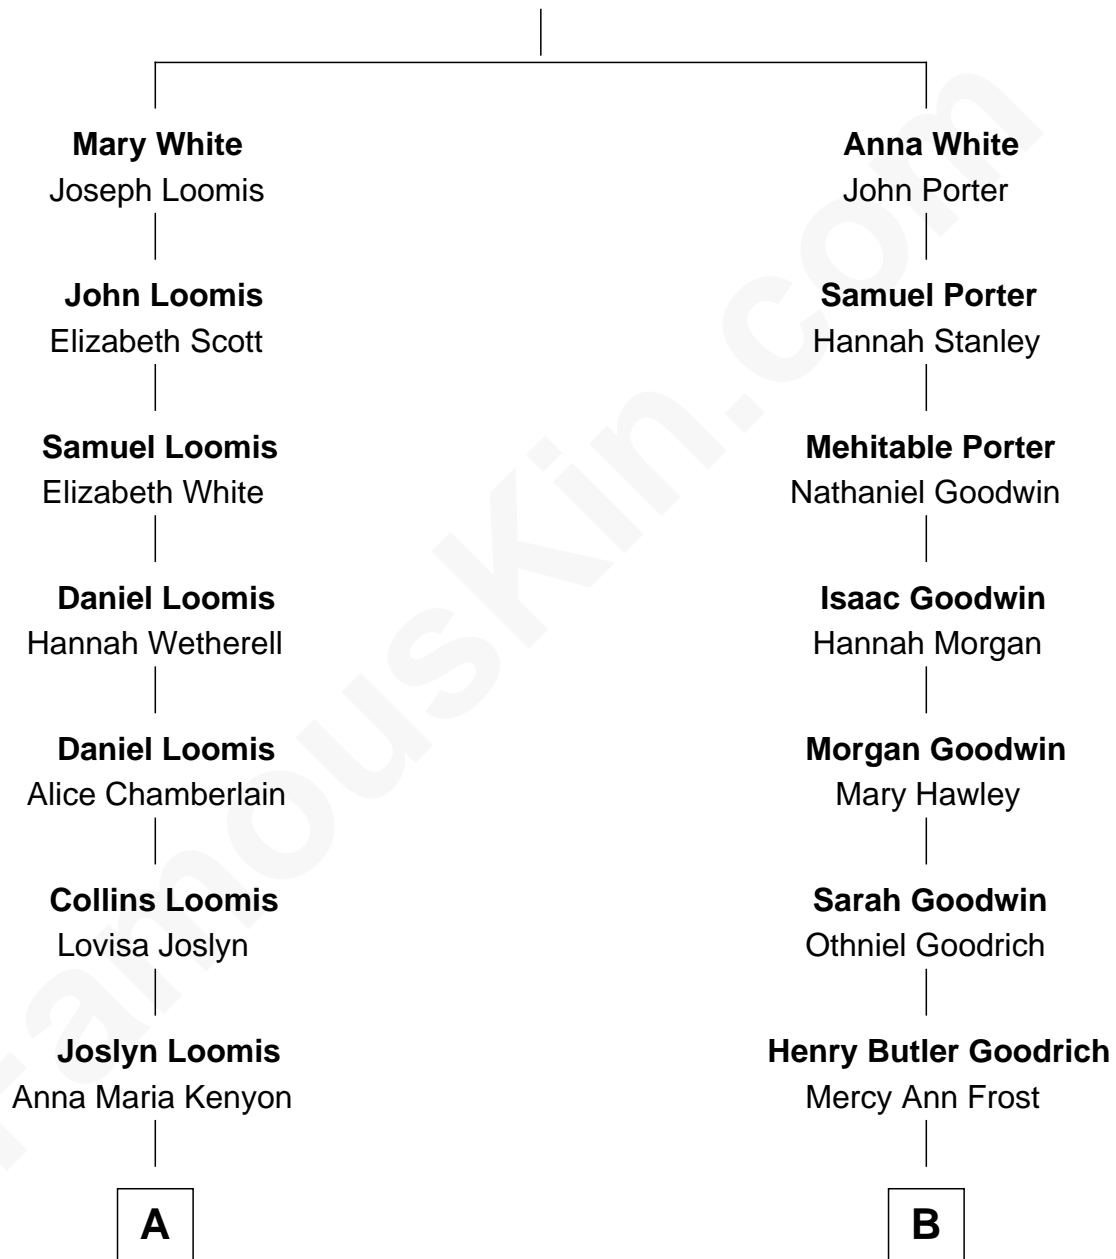 Mary White
Joseph Loomis
John Loomis
Elizabeth Scott
Samuel Loomis
Elizabeth White
Daniel Loomis
Hannah Wetherell
Daniel Loomis
Alice Chamberlain
Collins Loomis
Lovisa Joslyn
Joslyn Loomis
Anna Maria Kenyon
A
Anna White
John Porter
Samuel Porter
Hannah Stanley
Mehitable Porter
Nathaniel Goodwin
Isaac Goodwin
Hannah Morgan
Morgan Goodwin
Mary Hawley
Sarah Goodwin
Othniel Goodrich
Henry Butler Goodrich
Mercy Ann Frost
B
FamousKin.com